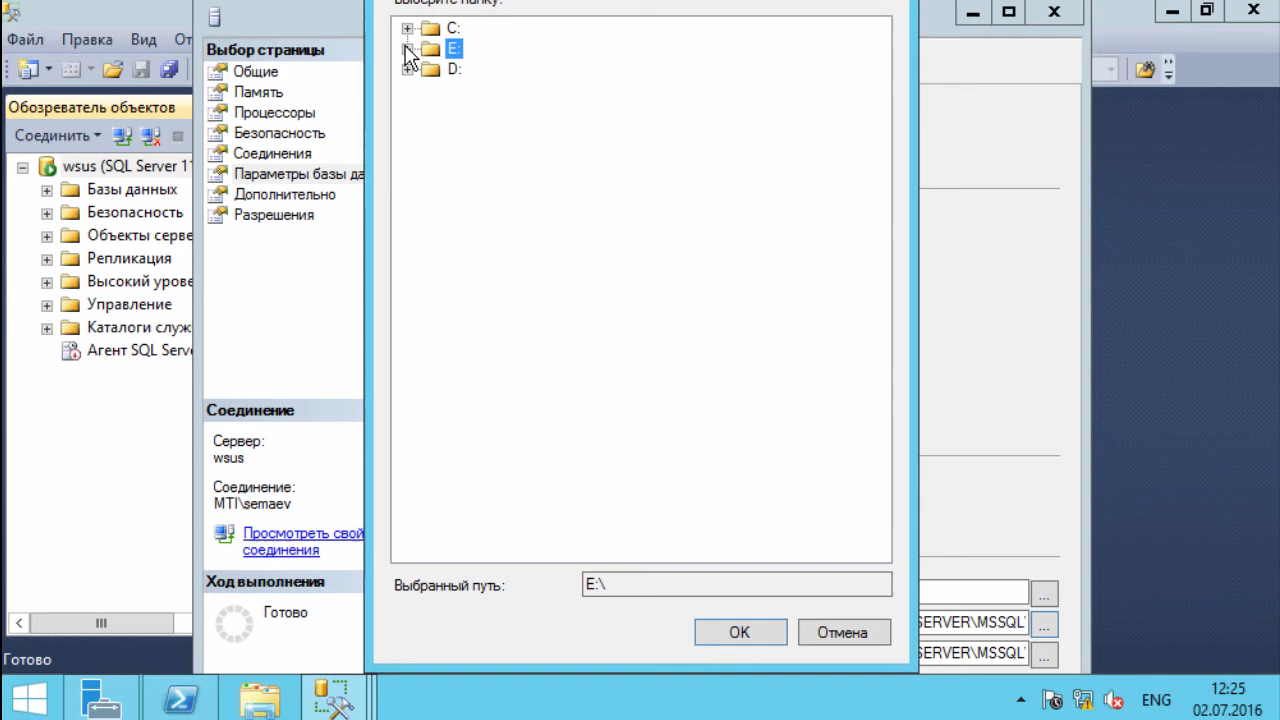 Выберите папку:
Файл Правка Вид От
Обозреватель объектов
Соединить
wsus (SQL Server 1
Базы данных
Безопасность
Объекты серве
Репликация
Высокий урове
Управление
Каталоги служ
Агент SQL Serv
Готово
Выбор страницы
Общие
Память
Процессоры
Безопасность
Соединения
Параметры базы да
Дополнительно
Разрешения
Соединение
Сервер:
wsus
Соединение:
MTI\semaev
Просмотреть свой
соединения
Ход выполнения
Готово
C:
E:
D:
Выбранный путь: E:\
OK Отмена
...
SERVER\MSSQL ...
SERVER\MSSQL ...
ENG
12:25
02.07.2016